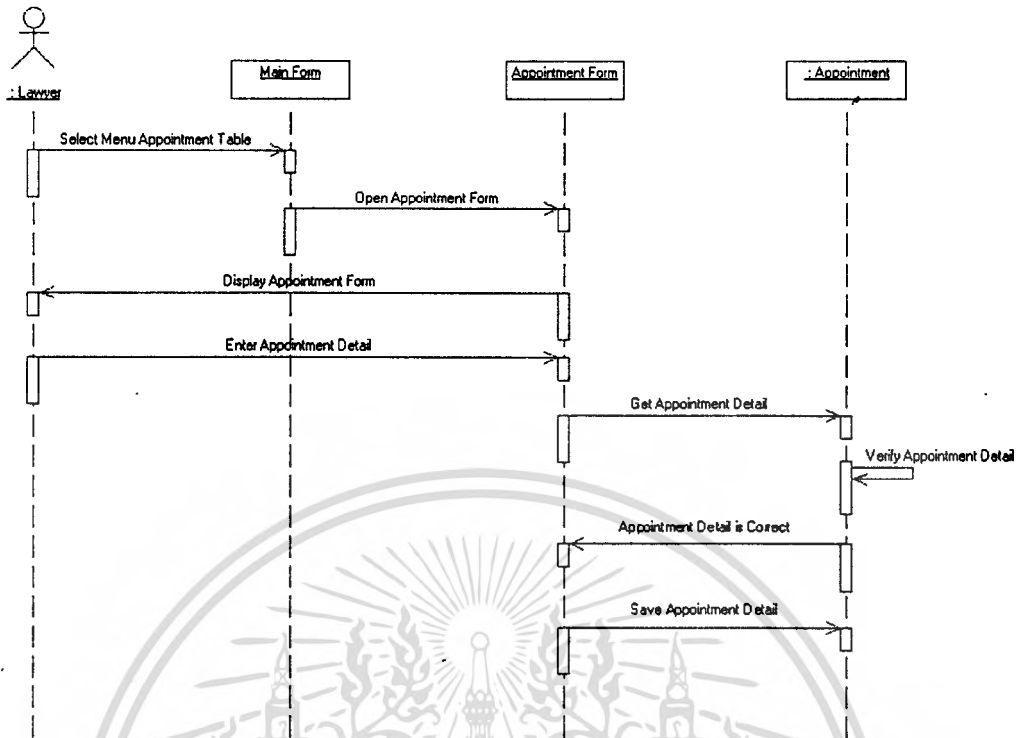 : Lawyer
Main Form
Appointment Form
: Appointment
Select Menu Appointment Table
Open Appointment Form
Display Appointment Form
Enter Appointment Detail
Get Appointment Detail
Verify Appointment Detail
Appointment Detail is Correct
Save Appointment Detail